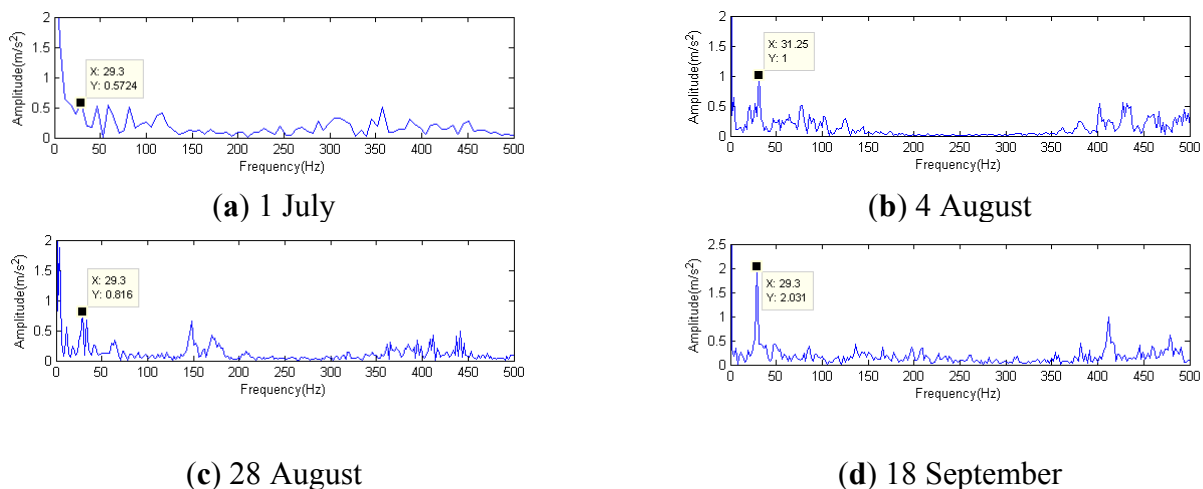 2
1.5
1
0.5
0
Amplitude(m/s²)
X: 29.3
Y: 0.5724
0 50 100 150 200 250 300 350 400 450 500
Frequency(Hz)
(a) 1 July
2
1.5
1
0.5
0
Amplitude(m/s²)
X: 31.25
Y: 1
0 50 100 150 200 250 300 350 400 450 500
Frequency(Hz)
(b) 4 August
2
1.5
1
0.5
0
Amplitude(m/s²)
X: 29.3
Y: 0.816
0 50 100 150 200 250 300 350 400 450 500
Frequency(Hz)
(c) 28 August
2.5
2
1.5
1
0.5
0
Amplitude(m/s²)
X: 29.3
Y: 2.031
0 50 100 150 200 250 300 350 400 450 500
Frequency(Hz)
(d) 18 September